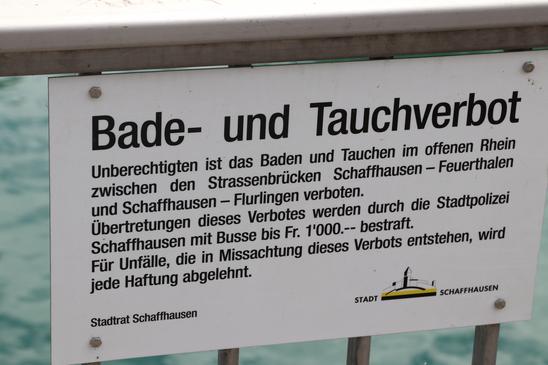 Bade- und Tauchverbot
Unberechtigten ist das Baden und Tauchen im offenen Rhein
zwischen den Strassenbrücken Schaffhausen – Feuerthalen
und Schaffhausen – Flurlingen verboten.
Übertretungen dieses Verbotes werden durch die Stadtpolizei
Schaffhausen mit Busse bis Fr. 1'000.-- bestraft.
Für Unfälle, die in Missachtung dieses Verbots entstehen, wird
jede Haftung abgelehnt.
Stadtrat Schaffhausen
STADT SCHAFFHAUSEN